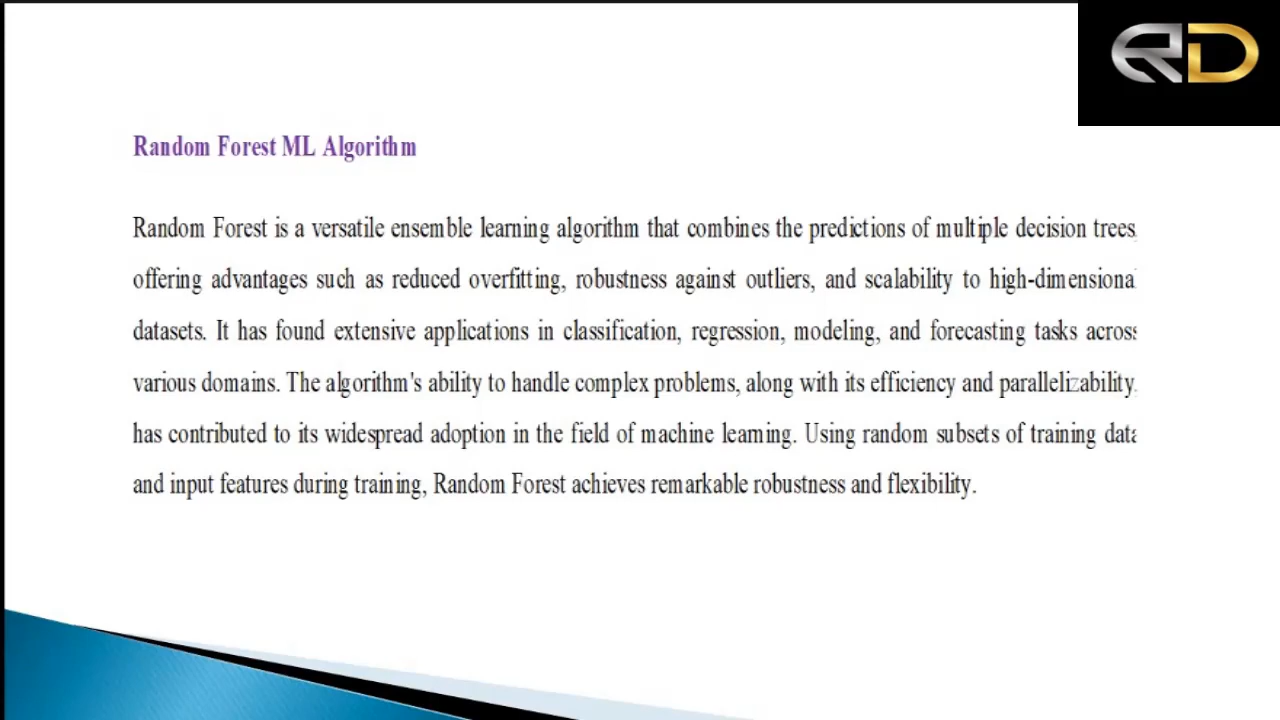 RD
Random Forest ML Algorithm
Random Forest is a versatile ensemble learning algorithm that combines the predictions of multiple decision trees,
offering advantages such as reduced overfitting, robustness against outliers, and scalability to high-dimensional
datasets. It has found extensive applications in classification, regression, modeling, and forecasting tasks across
various domains. The algorithm's ability to handle complex problems, along with its efficiency and parallelizability,
has contributed to its widespread adoption in the field of machine learning. Using random subsets of training data
and input features during training, Random Forest achieves remarkable robustness and flexibility.